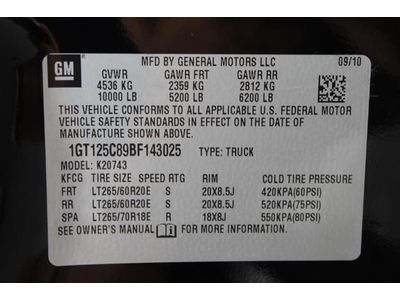 GM
MFD BY GENERAL MOTORS LLC 09/10
GVWR GAWR FRT GAWR RR
4536 KG 2359 KG 2812 KG
10000 LB 5200 LB 6200 LB
THIS VEHICLE CONFORMS TO ALL APPLICABLE U.S. FEDERAL MOTOR
VEHICLE SAFETY STANDARDS IN EFFECT ON THE DATE OF
MANUFACTURE SHOWN ABOVE.
1GT125C89BF143025 TYPE: TRUCK
MODEL: K20743
KFCG TIRE SIZE SPEED RIM COLD TIRE PRESSURE
FRT LT265/60R20E S 20X8.5J 420KPA(60PSI)
RR LT265/60R20E S 20X8.5J 520KPA(75PSI)
SPA LT265/70R18E R 18X8J 550KPA(80PSI)
SEE OWNER'S MANUAL FOR MORE INFORMATION.